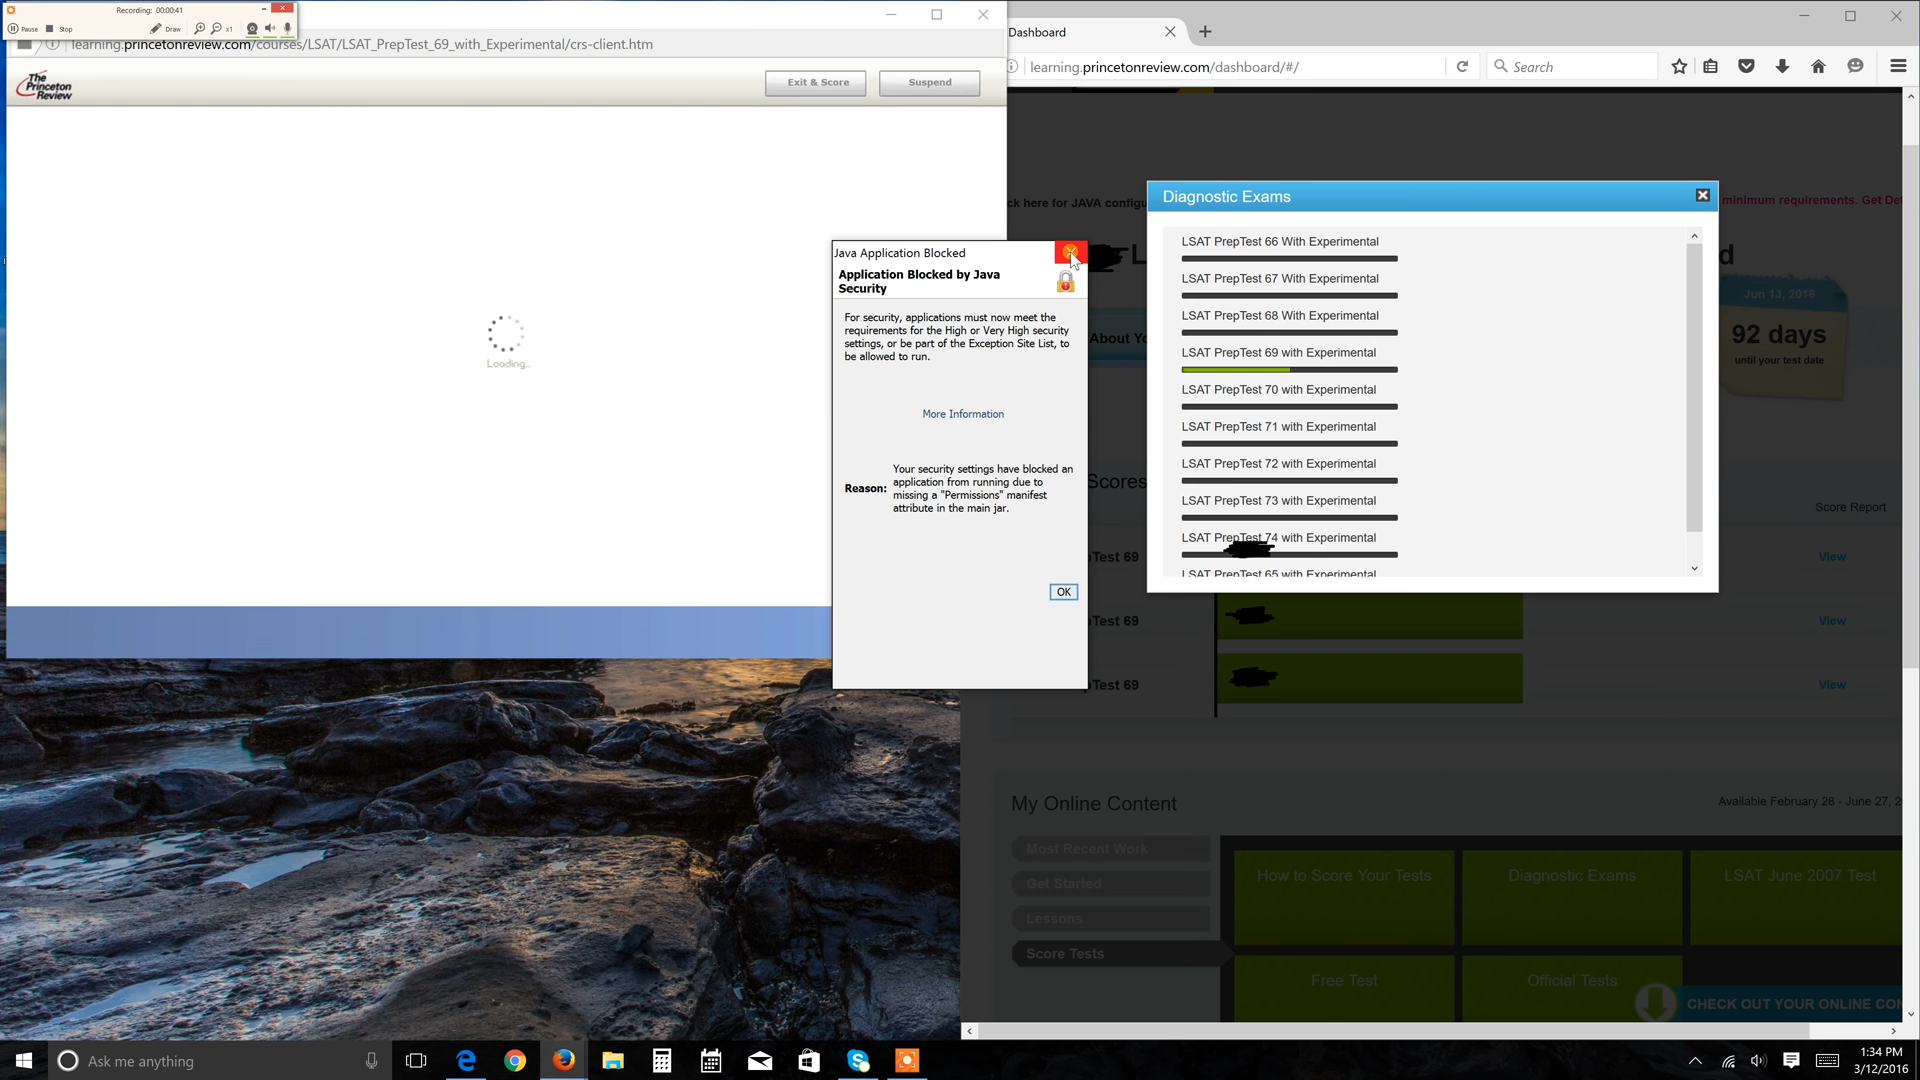 Recording: 00:00:41
Pause
Stop
Draw
x1
learning.princetonreview.com/courses/LSAT/LSAT_PrepTest_69_with_Experimental/crs-client.htm
The
Princeton
Review
Exit & Score
Suspend
Loading...
Java Application Blocked
Application Blocked by Java
Security
For security, applications must now meet the
requirements for the High or Very High security
settings, or be part of the Exception Site List, to
be allowed to run.
More Information
Reason:
Your security settings have blocked an
application from running due to
missing a "Permissions" manifest
attribute in the main jar.
OK
Dashboard
learning.princetonreview.com/dashboard/#/
Search
ck here for JAVA configu
minimum requirements. Get De
L
d
Diagnostic Exams
LSAT PrepTest 66 With Experimental
LSAT PrepTest 67 With Experimental
LSAT PrepTest 68 With Experimental
LSAT PrepTest 69 with Experimental
LSAT PrepTest 70 with Experimental
LSAT PrepTest 71 with Experimental
LSAT PrepTest 72 with Experimental
LSAT PrepTest 73 with Experimental
LSAT PrepTest 74 with Experimental
LSAT PrepTest 65 with Experimental
Jun 13, 2016
92 days
until your test date
About Yo
Scores
Score Report
pTest 69
View
pTest 69
View
pTest 69
View
My Online Content
Available February 28 - June 27, 2
Most Recent Work
Get Started
Lessons
Score Tests
How to Score Your Tests
Diagnostic Exams
LSAT June 2007 Test
Free Test
Official Tests
CHECK OUT YOUR ONLINE CON
Ask me anything
1:34 PM
3/12/2016